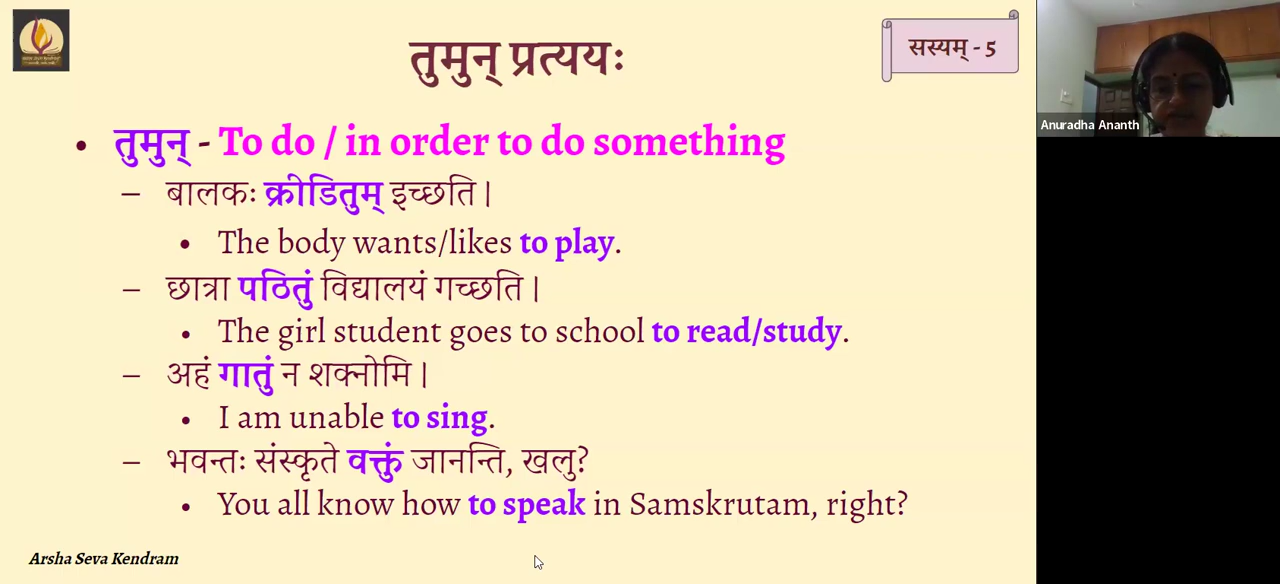 तुमुन् प्रत्ययः
सस्यम् - 5
Anuradha Ananth
• तुमुन् - To do / in order to do something
– बालकः क्रीडितुम् इच्छति।
• The body wants/likes to play.
– छात्रा पठितुं विद्यालयं गच्छति।
• The girl student goes to school to read/study.
– अहं गातुं न शक्नोमि।
• I am unable to sing.
– भवन्तः संस्कृते वक्तुं जानन्ति, खलु?
• You all know how to speak in Samskrutam, right?
Arsha Seva Kendram